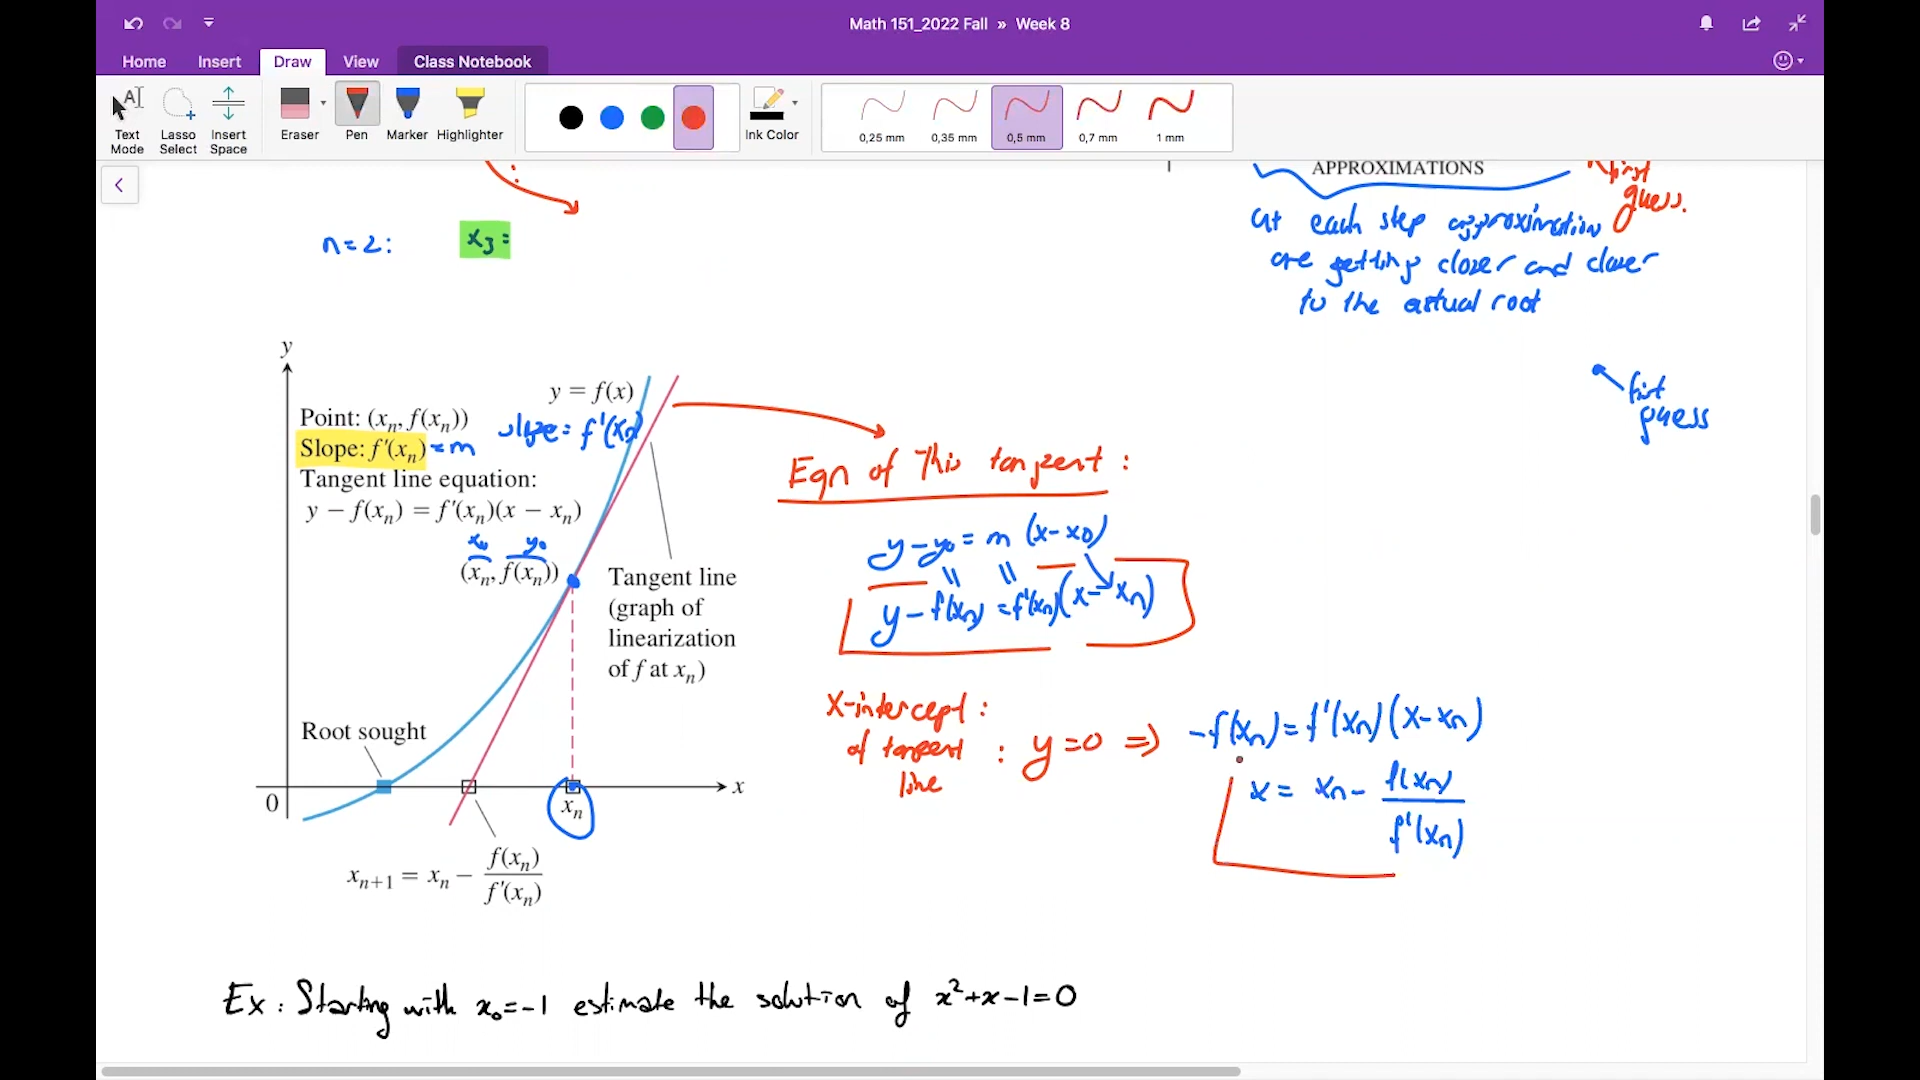 Math 151_2022 Fall » Week 8
Home Insert Draw View Class Notebook
Text Mode
Lasso Select
Insert Space
Eraser
Pen
Marker
Highlighter
Ink Color
0,25 mm
0,35 mm
0,5 mm
0,7 mm
1 mm
APPROXIMATIONS
first
guess.
at each step approximation
are getting closer and closer
to the actual root
n=2: x₃=
first
guess
y
y = f(x)
Point: (xₙ, f(xₙ))
Slope: f'(xₙ) = m
slope = f'(xₙ)
Tangent line equation:
y − f(xₙ) = f'(xₙ)(x − xₙ)
x₀ y₀
(xₙ, f(xₙ))
Tangent line
(graph of
linearization
of f at xₙ)
Root sought
0
xₙ
x
xₙ₊₁ = xₙ − f(xₙ)/f'(xₙ)
Eqn of this tangent :
y-y₀ = m (x-x₀)
y - f(xₙ) = f'(xₙ)(x - xₙ)
x-intercept :
of tangent : y=0 ⇒
line
-f(xₙ) = f'(xₙ)(x-xₙ)
x = xₙ - f(xₙ)/f'(xₙ)
Ex : Starting with x₀=-1 estimate the solution of x²+x-1=0